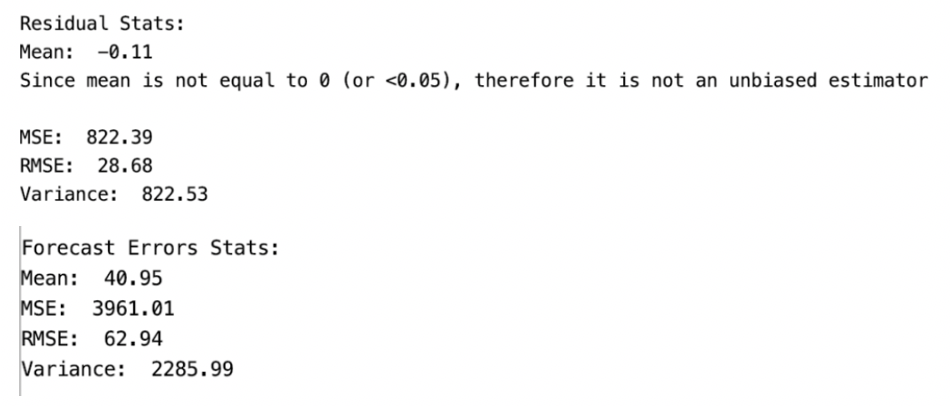 Residual Stats:
Mean:  -0.11
Since mean is not equal to 0 (or <0.05), therefore it is not an unbiased estimator
MSE:  822.39
RMSE:  28.68
Variance:  822.53
Forecast Errors Stats:
Mean:  40.95
MSE:  3961.01
RMSE:  62.94
Variance:  2285.99